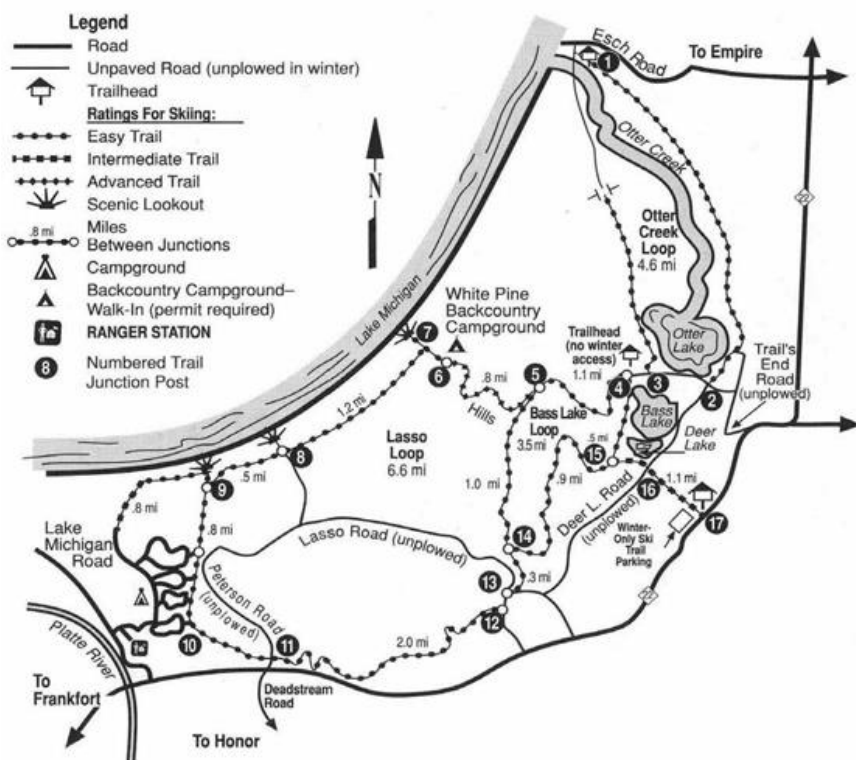 Legend
Road
Unpaved Road (unplowed in winter)
Trailhead
Ratings For Skiing:
Easy Trail
Intermediate Trail
Advanced Trail
Scenic Lookout
.8 mi
Miles
Between Junctions
Campground
Backcountry Campground–
Walk-In (permit required)
RANGER STATION
8
Numbered Trail
Junction Post
N
Esch Road
To Empire
1
Otter Creek
22
Otter
Creek
Loop
4.6 mi
Lake Michigan
White Pine
Backcountry
Campground
7
6
.8 mi
Hills
5
Trailhead
(no winter
access)
1.1 mi
4
3
Otter
Lake
Trail's
End
Road
(unplowed)
2
Bass
Lake
Bass Lake
Loop
3.5 mi
Deer
Lake
1.2 mi
Lasso
Loop
6.6 mi
8
.5 mi
9
.8 mi
.8 mi
1.0 mi
.9 mi
.5 mi
15
16
1.1 mi
17
Deer L. Road
(unplowed)
Winter-
Only Ski
Trail
Parking
22
Lake
Michigan
Road
Lasso Road (unplowed)
14
.3 mi
13
12
Peterson Road
(unplowed)
10
11
2.0 mi
Platte River
To
Frankfort
Deadstream
Road
To Honor